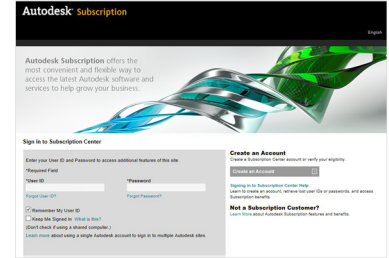 Autodesk® Subscription
English
Autodesk Subscription offers the
most convenient and flexible way to
access the latest Autodesk software and
services to help grow your business.
Sign in to Subscription Center
Enter your User ID and Password to access additional features of this site.
*Required Field
*User ID
*Password
Forgot User ID?
Forgot Password?
Remember My User ID
Keep Me Signed In What is this?
(Don't check if using a shared computer.)
Learn more about using a single Autodesk account to sign in to multiple Autodesk sites.
Create an Account
Create a Subscription Center account or verify your eligibility.
Create an Account
Signing in to Subscription Center Help
Learn to create an account, retrieve lost user IDs or passwords, and access
Subscription benefits.
Not a Subscription Customer?
Learn More about Autodesk Subscription features and benefits.